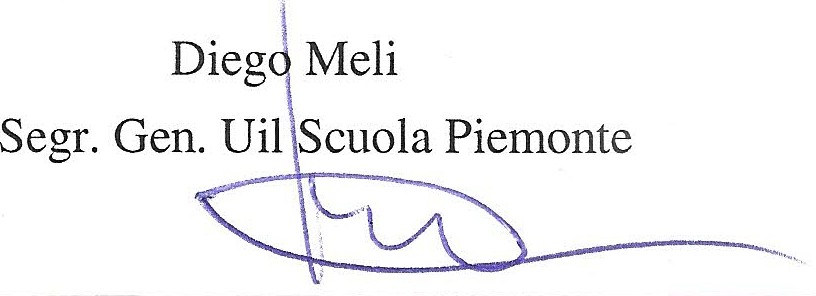 Diego Meli
Segr. Gen. Uil Scuola Piemonte